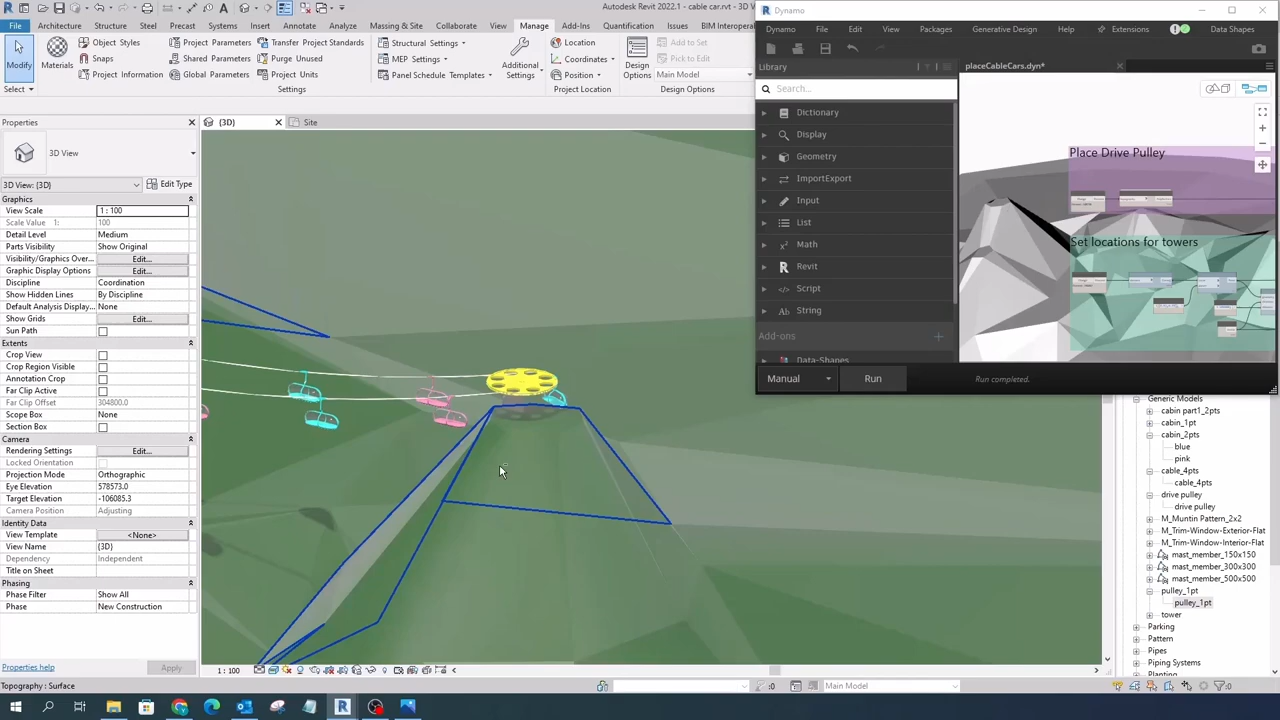 Autodesk Revit 2022.1 - cable car.rvt - 3D V
File
Steel
Precast
Systems
Insert
Annotate
Analyze
Massing & Site
Collaborate
View
Manage
Add-Ins
Quantification
Issues
BIM Interopera
Modify
Materials
Object Styles
Snaps
Project Information
Project Parameters
Shared Parameters
Global Parameters
Transfer Project Standards
Purge Unused
Structural Settings
MEP Settings
Panel Schedule Templates
Additional Settings
Location
Coordinates
Position
Design Options
Add to Set
Pick to Edit
Main Model
Select
Settings
Project Location
Design Options
Properties
{3D}
Site
3D View
3D View: {3D}
Edit Type
Graphics
View Scale 1 : 100
Scale Value 1: 100
Detail Level Medium
Parts Visibility Show Original
Visibility/Graphics Over... Edit...
Graphic Display Options Edit...
Discipline Coordination
Show Hidden Lines By Discipline
Default Analysis Display... None
Show Grids Edit...
Sun Path
Extents
Crop View
Crop Region Visible
Annotation Crop
Far Clip Active
Far Clip Offset 304800.0
Scope Box None
Section Box
Camera
Rendering Settings Edit...
Locked Orientation
Projection Mode Orthographic
Eye Elevation 578573.0
Target Elevation -106085.3
Camera Position Adjusting
Identity Data
View Template <None>
View Name {3D}
Dependency Independent
Title on Sheet
Phasing
Phase Filter Show All
Phase New Construction
Properties help
Apply
1 : 100
Topography : Surface
:0
Main Model
:0
Dynamo
Dynamo File Edit View Packages Generative Design Help Extensions Data Shapes
Library
placeCableCars.dyn*
Search...
Dictionary
Display
Geometry
ImportExport
Input
List
Math
Revit
Script
String
Add-ons
Data-Shapes
Manual
Run
Run completed.
Place Drive Pulley
Set locations for towers
Generic Models
cabin part1_2pts
cabin_1pt
cabin_2pts
blue
pink
cable_4pts
cable_4pts
drive pulley
drive pulley
M_Muntin Pattern_2x2
M_Trim-Window-Exterior-Flat
M_Trim-Window-Interior-Flat
mast_member_150x150
mast_member_300x300
mast_member_500x500
pulley_1pt
pulley_1pt
tower
Parking
Pattern
Pipes
Piping Systems